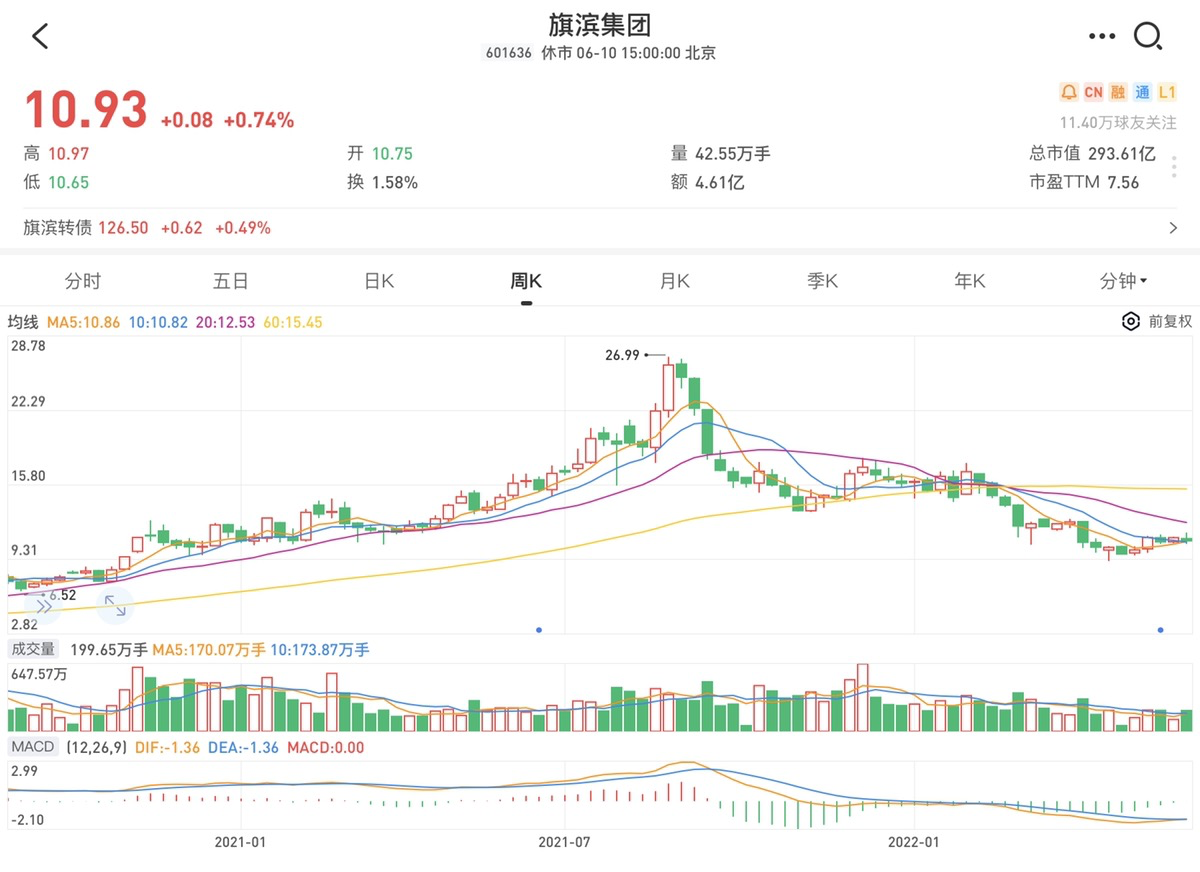 旗滨集团
601636 休市 06-10 15:00:00 北京
10.93 +0.08 +0.74%
CN 融 通 L1
11.40万球友关注
高 10.97 开 10.75 量 42.55万手 总市值 293.61亿
低 10.65 换 1.58% 额 4.61亿 市盈TTM 7.56
旗滨转债 126.50 +0.62 +0.49%
分时 五日 日K 周K 月K 季K 年K 分钟
均线 MA5:10.86 10:10.82 20:12.53 60:15.45 前复权
28.78
26.99
22.29
15.80
9.31
6.52
2.82
成交量 199.65万手 MA5:170.07万手 10:173.87万手
647.57万
MACD (12,26,9) DIF:-1.36 DEA:-1.36 MACD:0.00
2.99
-2.10
2021-01 2021-07 2022-01